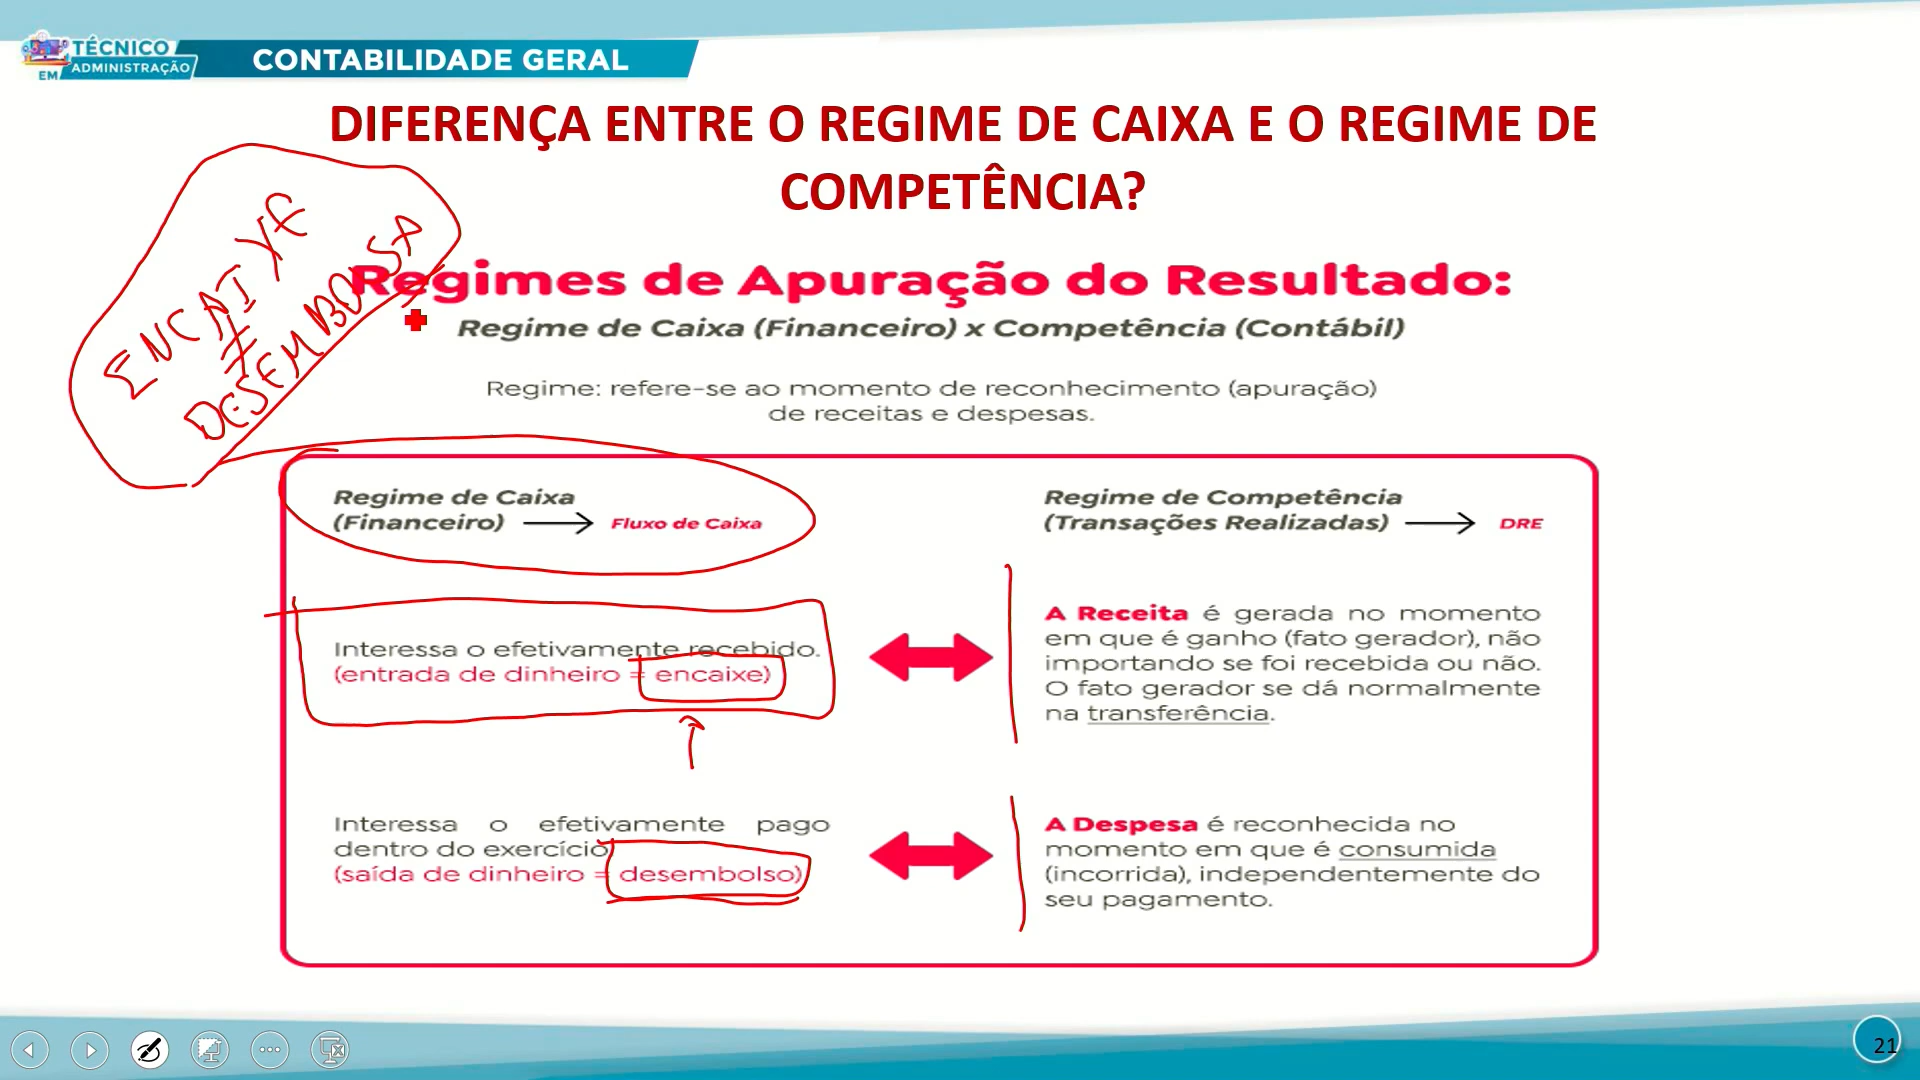 TÉCNICO
EM ADMINISTRAÇÃO
CONTABILIDADE GERAL
DIFERENÇA ENTRE O REGIME DE CAIXA E O REGIME DE
COMPETÊNCIA?
ENCAIXE
≠
DESEMBOLSA
Regimes de Apuração do Resultado:
Regime de Caixa (Financeiro) x Competência (Contábil)
Regime: refere-se ao momento de reconhecimento (apuração)
de receitas e despesas.
Regime de Caixa
(Financeiro) → Fluxo de Caixa
Interessa o efetivamente recebido.
(entrada de dinheiro = encaixe)
Interessa o efetivamente pago
dentro do exercício
(saída de dinheiro = desembolso)
Regime de Competência
(Transações Realizadas) → DRE
A Receita é gerada no momento
em que é ganho (fato gerador), não
importando se foi recebida ou não.
O fato gerador se dá normalmente
na transferência.
A Despesa é reconhecida no
momento em que é consumida
(incorrida), independentemente do
seu pagamento.
21